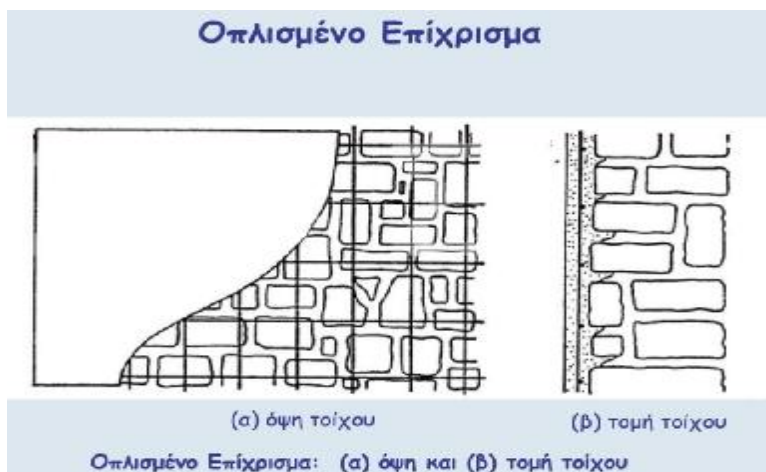 Οπλισμένο Επίχρισμα
(α) όψη τοίχου
(β) τομή τοίχου
Οπλισμένο Επίχρισμα: (α) όψη και (β) τομή τοίχου